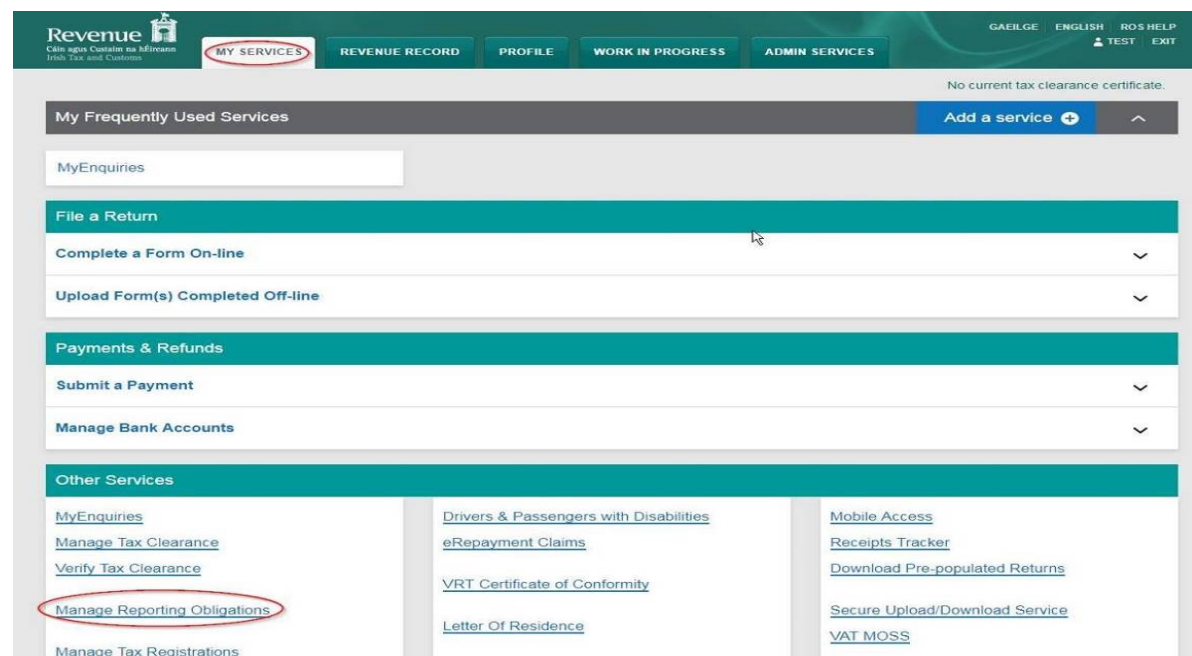 Revenue
Cáin agus Custaim na hÉireann
Irish Tax and Customs
MY SERVICES
REVENUE RECORD
PROFILE
WORK IN PROGRESS
ADMIN SERVICES
GAEILGE ENGLISH ROS HELP
TEST EXIT
No current tax clearance certificate.
My Frequently Used Services
Add a service
MyEnquiries
File a Return
Complete a Form On-line
Upload Form(s) Completed Off-line
Payments & Refunds
Submit a Payment
Manage Bank Accounts
Other Services
MyEnquiries
Manage Tax Clearance
Verify Tax Clearance
Manage Reporting Obligations
Manage Tax Registrations
Drivers & Passengers with Disabilities
eRepayment Claims
VRT Certificate of Conformity
Letter Of Residence
Mobile Access
Receipts Tracker
Download Pre-populated Returns
Secure Upload/Download Service
VAT MOSS